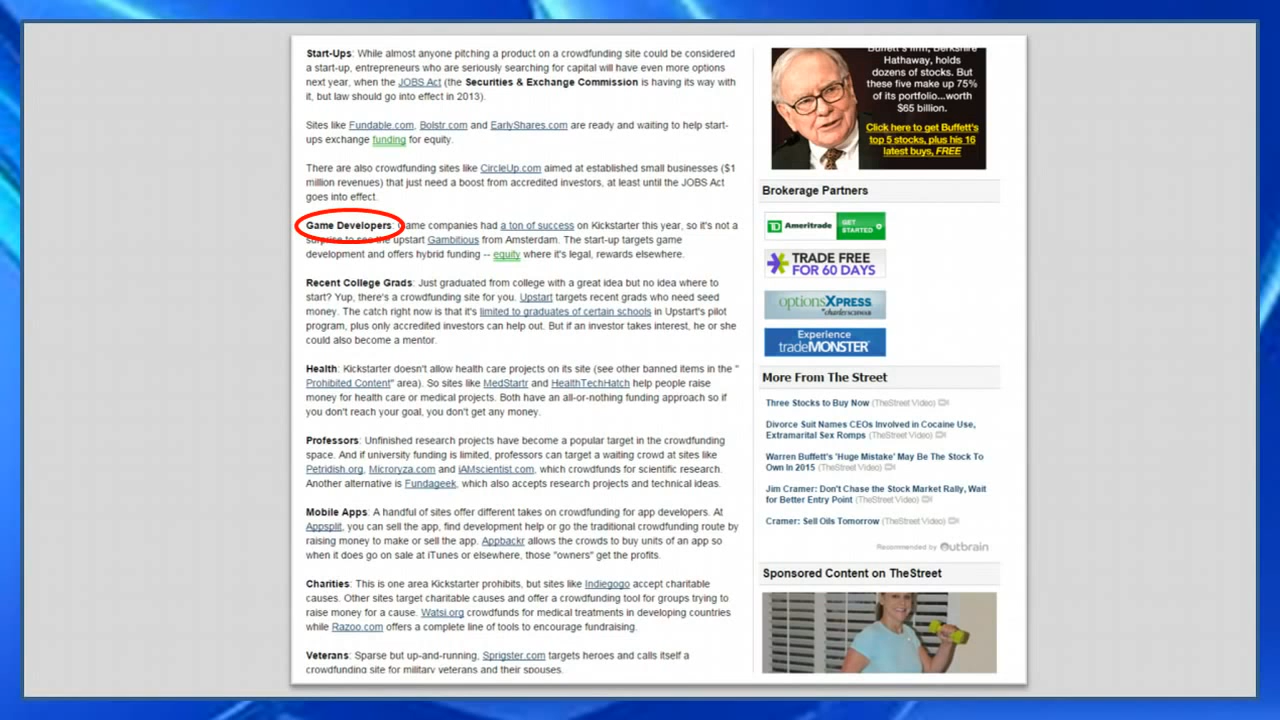 Start-Ups: While almost anyone pitching a product on a crowdfunding site could be considered
a start-up, entrepreneurs who are seriously searching for capital will have even more options
next year, when the JOBS Act (the Securities & Exchange Commission is having its way with
it, but law should go into effect in 2013).
Sites like Fundable.com, Bolstr.com and EarlyShares.com are ready and waiting to help start-
ups exchange funding for equity.
There are also crowdfunding sites like CircleUp.com aimed at established small businesses ($1
million revenues) that just need a boost from accredited investors, at least until the JOBS Act
goes into effect.
Game Developers: Game companies had a ton of success on Kickstarter this year, so it's not a
surprise to see the upstart Gambitious from Amsterdam. The start-up targets game
development and offers hybrid funding -- equity where it's legal, rewards elsewhere.
Recent College Grads: Just graduated from college with a great idea but no idea where to
start? Yup, there's a crowdfunding site for you. Upstart targets recent grads who need seed
money. The catch right now is that it's limited to graduates of certain schools in Upstart's pilot
program, plus only accredited investors can help out. But if an investor takes interest, he or she
could also become a mentor.
Health: Kickstarter doesn't allow health care projects on its site (see other banned items in the "
Prohibited Content" area). So sites like MedStartr and HealthTechHatch help people raise
money for health care or medical projects. Both have an all-or-nothing funding approach so if
you don't reach your goal, you don't get any money.
Professors: Unfinished research projects have become a popular target in the crowdfunding
space. And if university funding is limited, professors can target a waiting crowd at sites like
Petridish.org, Microryza.com and iAMscientist.com, which crowdfunds for scientific research.
Another alternative is Fundageek, which also accepts research projects and technical ideas.
Mobile Apps: A handful of sites offer different takes on crowdfunding for app developers. At
Appsplit, you can sell the app, find development help or go the traditional crowdfunding route by
raising money to make or sell the app. Appbackr allows the crowds to buy units of an app so
when it does go on sale at iTunes or elsewhere, those "owners" get the profits.
Charities: This is one area Kickstarter prohibits, but sites like Indiegogo accept charitable
causes. Other sites target charitable causes and offer a crowdfunding tool for groups trying to
raise money for a cause. Watsi.org crowdfunds for medical treatments in developing countries
while Razoo.com offers a complete line of tools to encourage fundraising.
Veterans: Sparse but up-and-running, Sprigster.com targets heroes and calls itself a
crowdfunding site for military veterans and their spouses.
Buffett's firm, Berkshire
Hathaway, holds
dozens of stocks. But
these five make up 75%
of its portfolio...worth
$65 billion.
Click here to get Buffett's
top 5 stocks, plus his 16
latest buys, FREE
Brokerage Partners
TD Ameritrade GET
STARTED
TRADE FREE
FOR 60 DAYS
optionsXpress
by charles schwab
Experience
tradeMONSTER
More From The Street
Three Stocks to Buy Now (TheStreet Video)
Divorce Suit Names CEOs Involved in Cocaine Use,
Extramarital Sex Romps (TheStreet Video)
Warren Buffett's 'Huge Mistake' May Be The Stock To
Own In 2015 (TheStreet Video)
Jim Cramer: Don't Chase the Stock Market Rally, Wait
for Better Entry Point (TheStreet Video)
Cramer: Sell Oils Tomorrow (TheStreet Video)
Recommended by Outbrain
Sponsored Content on TheStreet